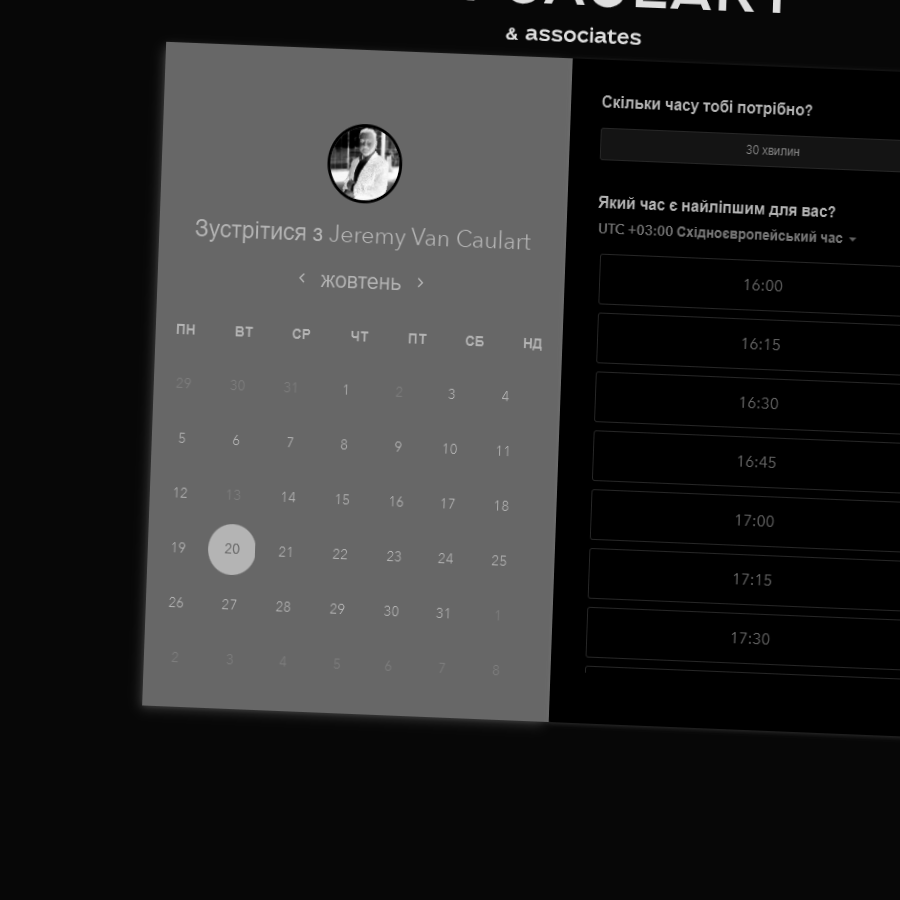 CAULART
& associates
Зустрітися з Jeremy Van Caulart
‹ жовтень ›
ПН ВТ СР ЧТ ПТ СБ НД
29 30 31 1 2 3 4
5 6 7 8 9 10 11
12 13 14 15 16 17 18
19 20 21 22 23 24 25
26 27 28 29 30 31 1
2 3 4 5 6 7 8
Скільки часу тобі потрібно?
30 хвилин
Який час є найліпшим для вас?
UTC +03:00 Східноєвропейський час
16:00
16:15
16:30
16:45
17:00
17:15
17:30